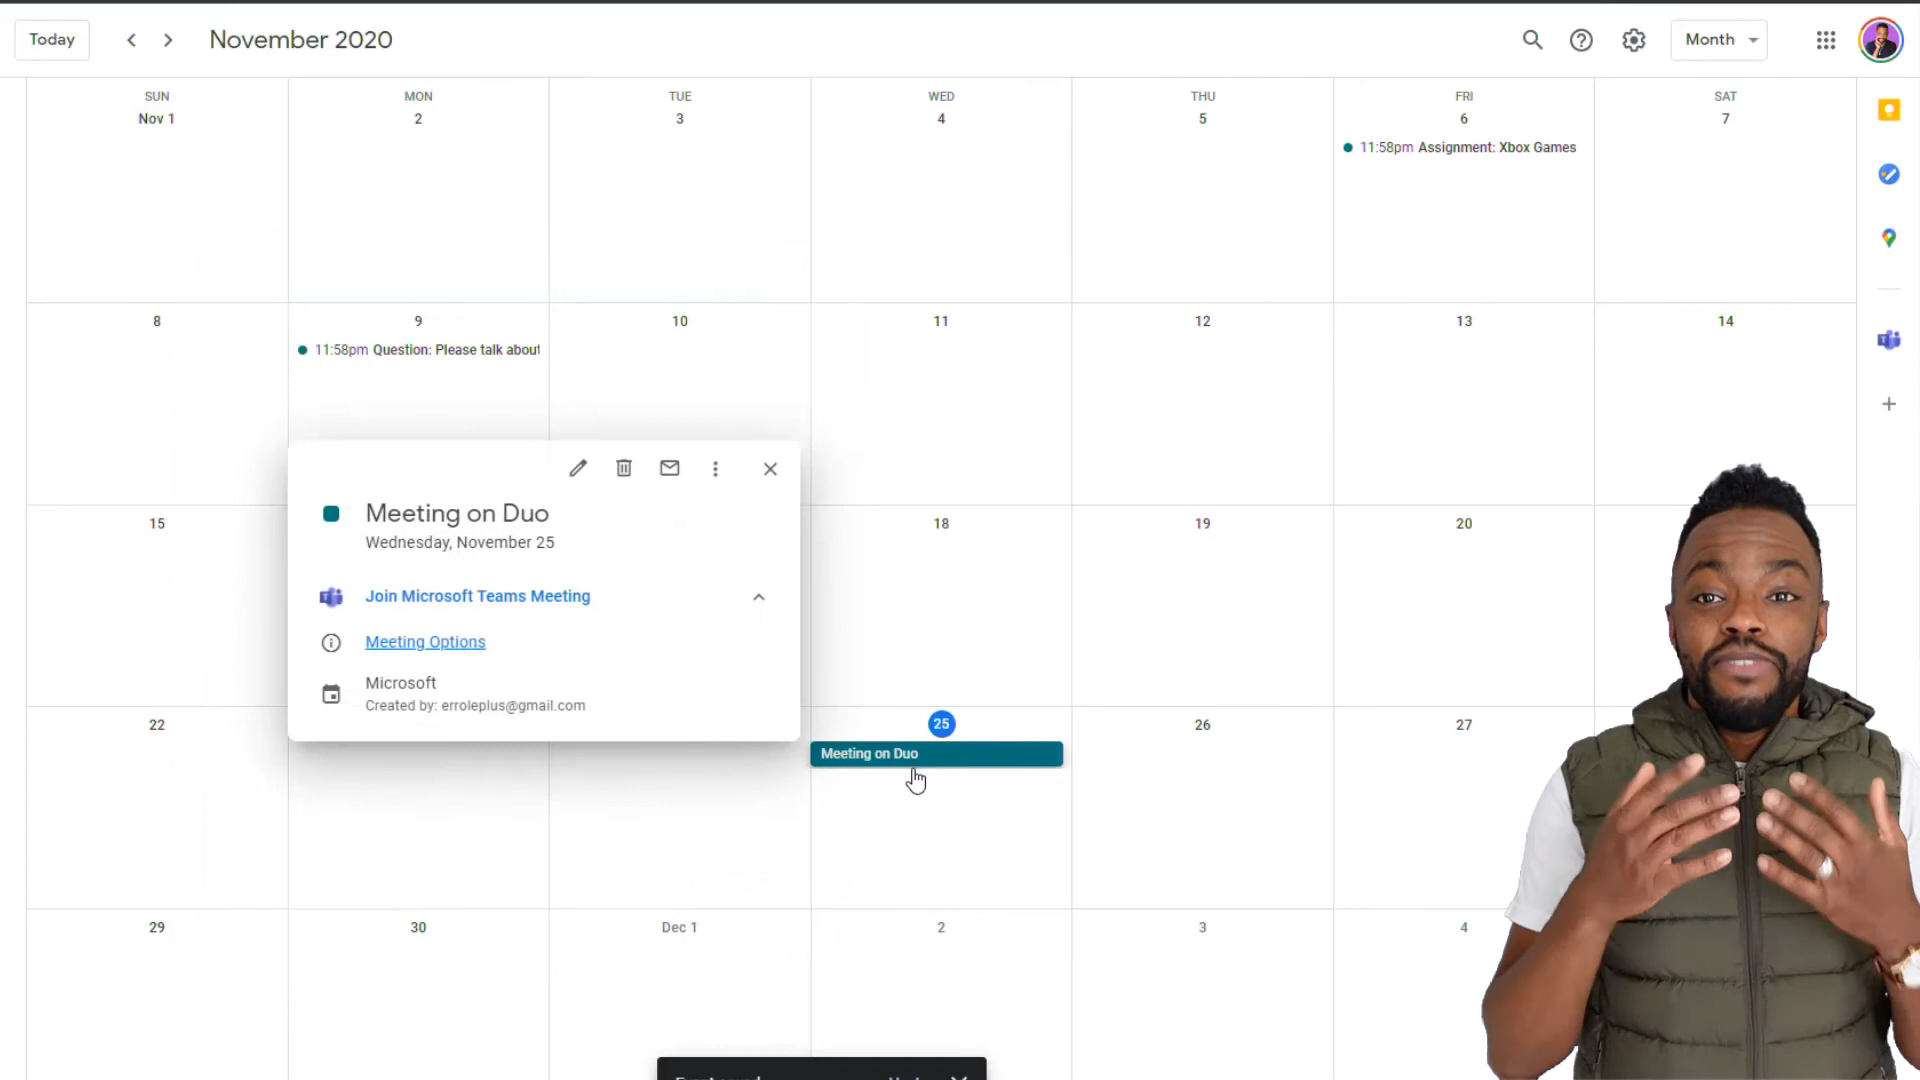 Today
November 2020
Month
SUN MON TUE WED THU FRI SAT
Nov 1 2 3 4 5 6 7
11:58pm Assignment: Xbox Games
8 9 10 11 12 13 14
11:58pm Question: Please talk about
15 18 19 20
Meeting on Duo
Wednesday, November 25
Join Microsoft Teams Meeting
Meeting Options
Microsoft
Created by: erroleplus@gmail.com
22 25 26 27
Meeting on Duo
29 30 Dec 1 2 3 4